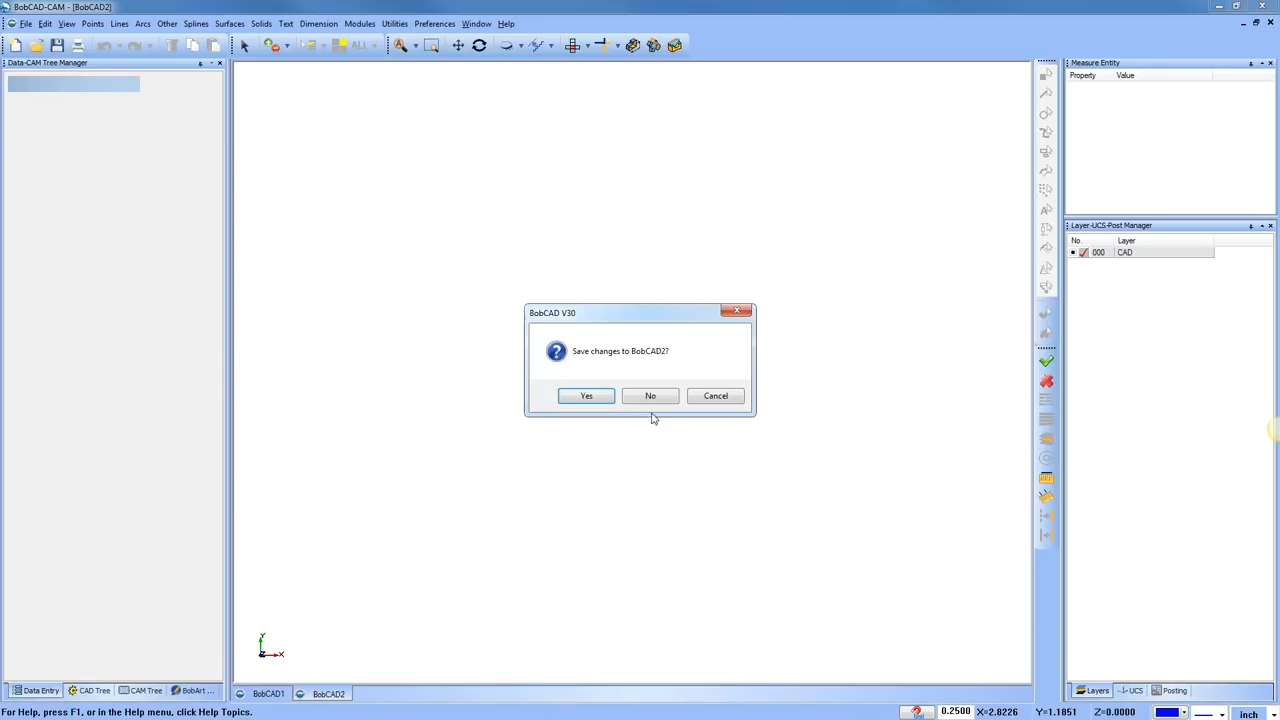 BobCAD-CAM - [BobCAD2]
File Edit View Points Lines Arcs Other Splines Surfaces Solids Text Dimension Modules Utilities Preferences Window Help
ALL
Data-CAM Tree Manager
Measure Entity
Property Value
Layer-UCS-Post Manager
No. Layer
000 CAD
BobCAD V30
Save changes to BobCAD2?
Yes No Cancel
Y
Z X
Data Entry CAD Tree CAM Tree BobArt ...
BobCAD1 BobCAD2
Layers UCS Posting
For Help, press F1, or in the Help menu, click Help Topics.
0.2500 X=2.8226 Y=1.1851 Z=0.0000 inch